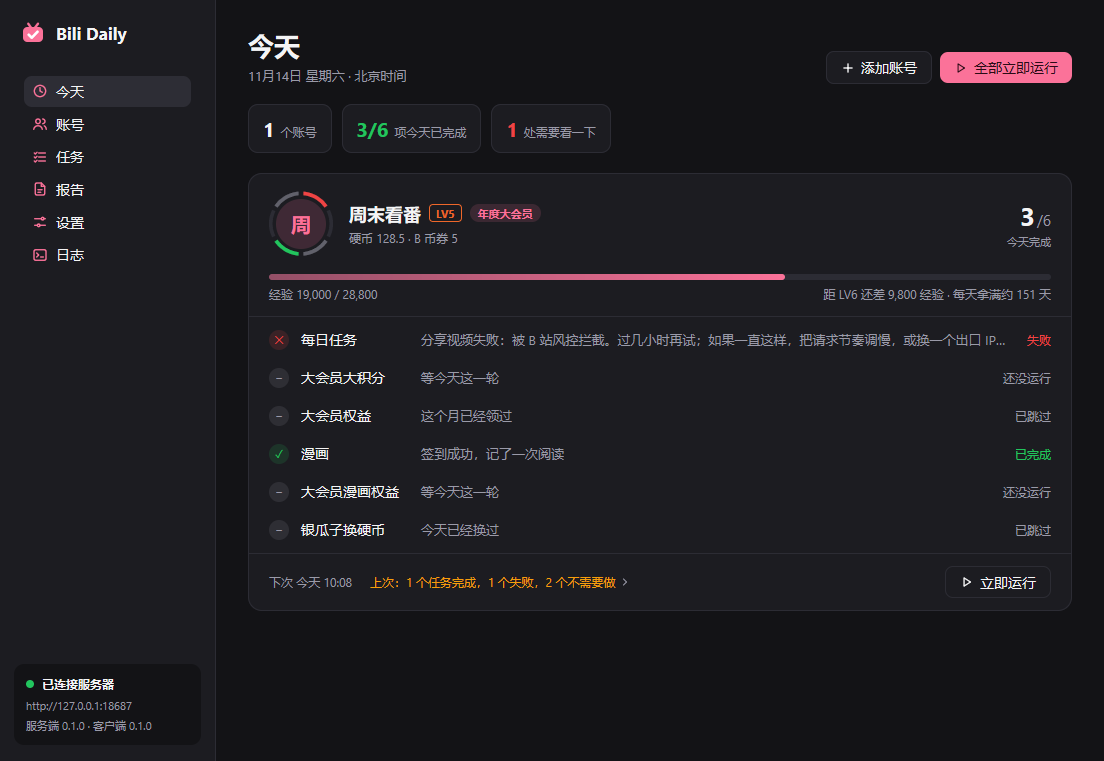 Bili Daily
今天
账号
任务
报告
设置
日志
已连接服务器
http://127.0.0.1:18687
服务端 0.1.0 · 客户端 0.1.0
今天
11月14日 星期六 · 北京时间
添加账号
全部立即运行
1 个账号
3/6 项今天已完成
1 处需要看一下
周
周末看番 LV5 年度大会员
硬币 128.5 · B 币券 5
3/6
今天完成
经验 19,000 / 28,800
距 LV6 还差 9,800 经验 · 每天拿满约 151 天
每日任务 分享视频失败：被 B 站风控拦截。过几小时再试；如果一直这样，把请求节奏调慢，或换一个出口 IP... 失败
大会员大积分 等今天这一轮 还没运行
大会员权益 这个月已经领过 已跳过
漫画 签到成功，记了一次阅读 已完成
大会员漫画权益 等今天这一轮 还没运行
银瓜子换硬币 今天已经换过 已跳过
下次 今天 10:08 上次：1 个任务完成，1 个失败，2 个不需要做
立即运行